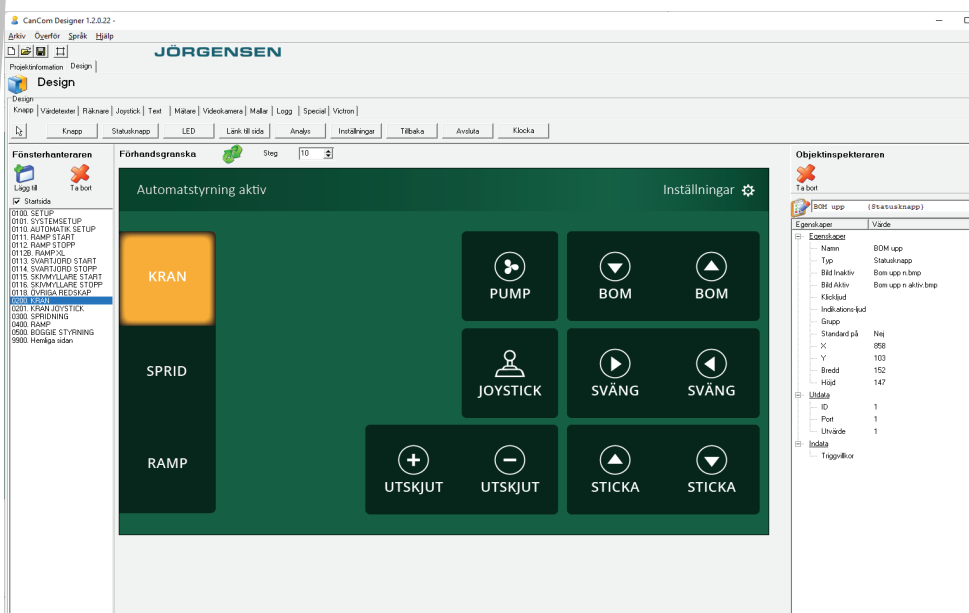 CanCom Designer 1.2.0.22 -
Arkiv Överför Språk Hjälp
JÖRGENSEN
Projektinformation Design
Design
Design
Knapp Värdetexter Räknare Joystick Text Mätare Videokamera Mallar Logg Special Victron
Knapp Statusknapp LED Länk till sida Analys Inställningar Tillbaka Avsluta Klocka
Fönsterhanteraren
Lägg till Ta bort
Startsida
0100. SETUP
0101. SYSTEMSETUP
0110. AUTOMATIK SETUP
0111. RAMP START
0112. RAMP STOPP
0112B. RAMP XL
0113. SVARTJORD START
0114. SVARTJORD STOPP
0115. SKIVMYLLARE START
0116. SKIVMYLLARE STOPP
0118. ÖVRIGA REDSKAP
0200. KRAN
0201. KRAN JOYSTICK
0300. SPRIDNING
0400. RAMP
0500. BOGGIE STYRNING
9900. Hemliga sidan
Förhandsgranska Steg 10
Automatstyrning aktiv Inställningar
KRAN PUMP BOM BOM
SPRID JOYSTICK SVÄNG SVÄNG
RAMP UTSKJUT UTSKJUT STICKA STICKA
Objektinspekteraren
Ta bort
BOM upp (Statusknapp)
Egenskaper Värde
Egenskaper
Namn BOM upp
Typ Statusknapp
Bild Inaktiv Bom upp n.bmp
Bild Aktiv Bom upp n aktiv.bmp
Klickljud
Indikations-ljud
Grupp
Standard på Nej
X 858
Y 103
Bredd 152
Höjd 147
Utdata
ID 1
Port 1
Utvärde 1
Indata
Triggvillkor